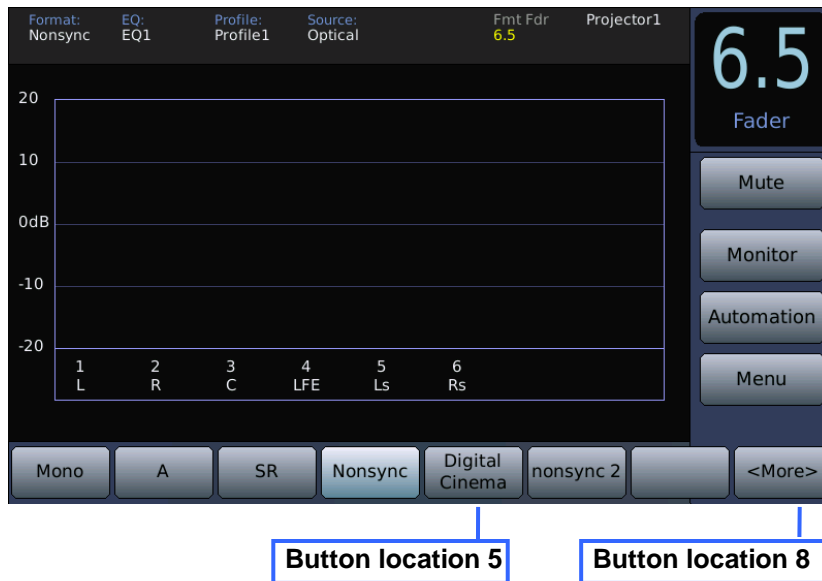 Format: EQ: Profile: Source: Fmt Fdr Projector1
Nonsync EQ1 Profile1 Optical 6.5
6.5
Fader
20
10
0dB
-10
-20
1 2 3 4 5 6
L R C LFE Ls Rs
Mute
Monitor
Automation
Menu
Mono A SR Nonsync Digital Cinema nonsync 2 <More>
Button location 5 Button location 8